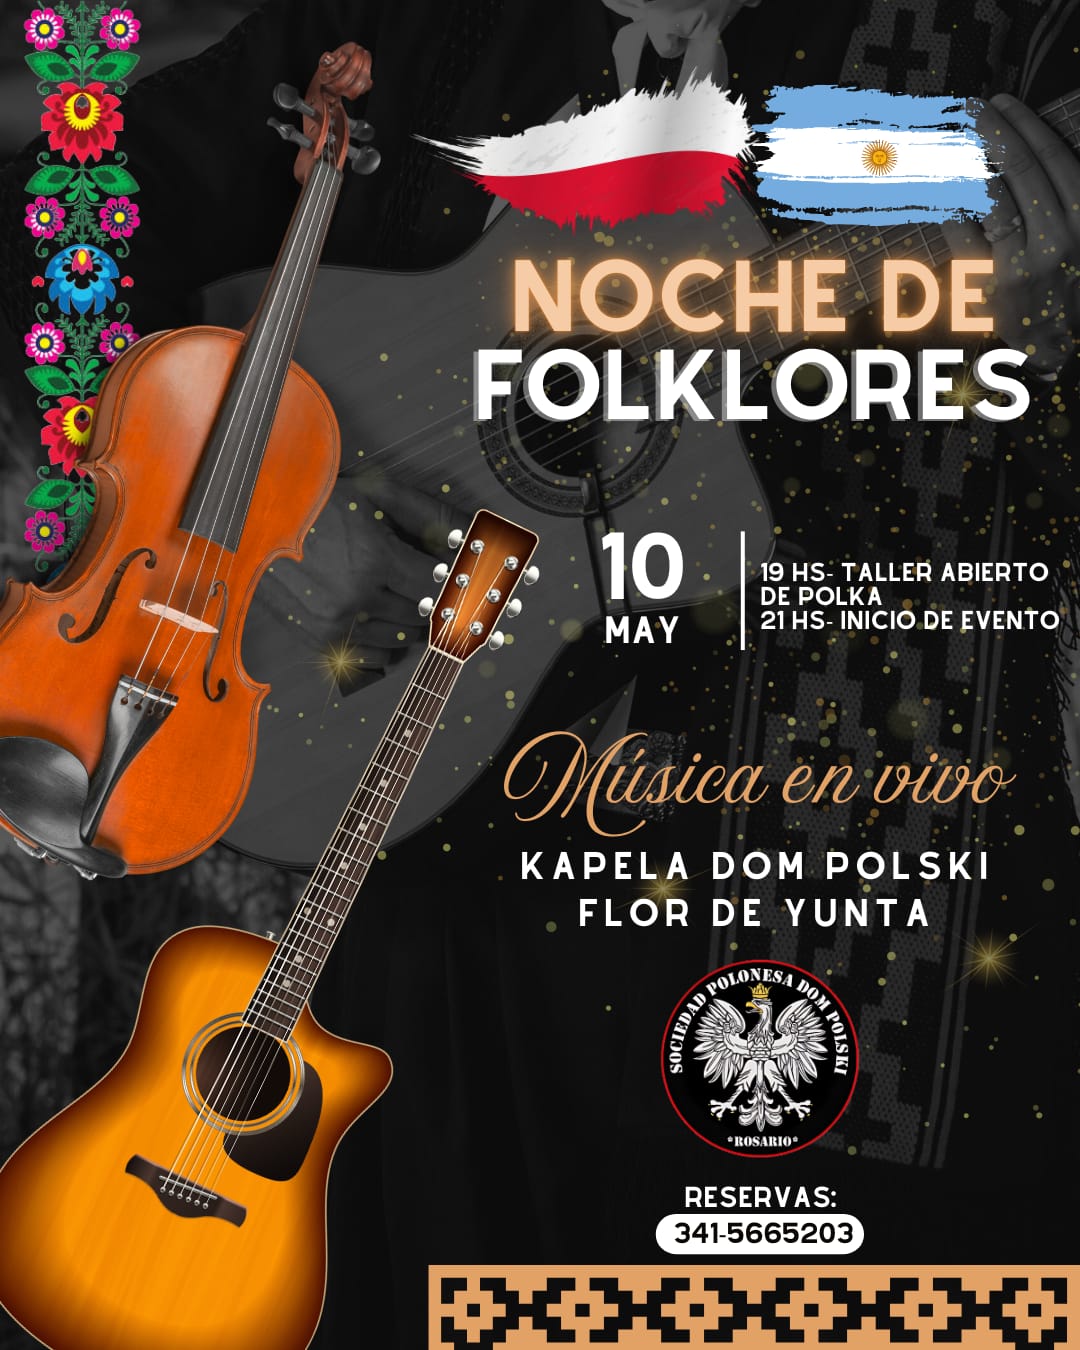 NOCHE DE
FOLKLORES
10
MAY
19 HS- TALLER ABIERTO
DE POLKA
21 HS- INICIO DE EVENTO
Música en vivo
KAPELA DOM POLSKI
FLOR DE YUNTA
SOCIEDAD POLONESA DOM POLSKI
*ROSARIO*
RESERVAS:
341-5665203